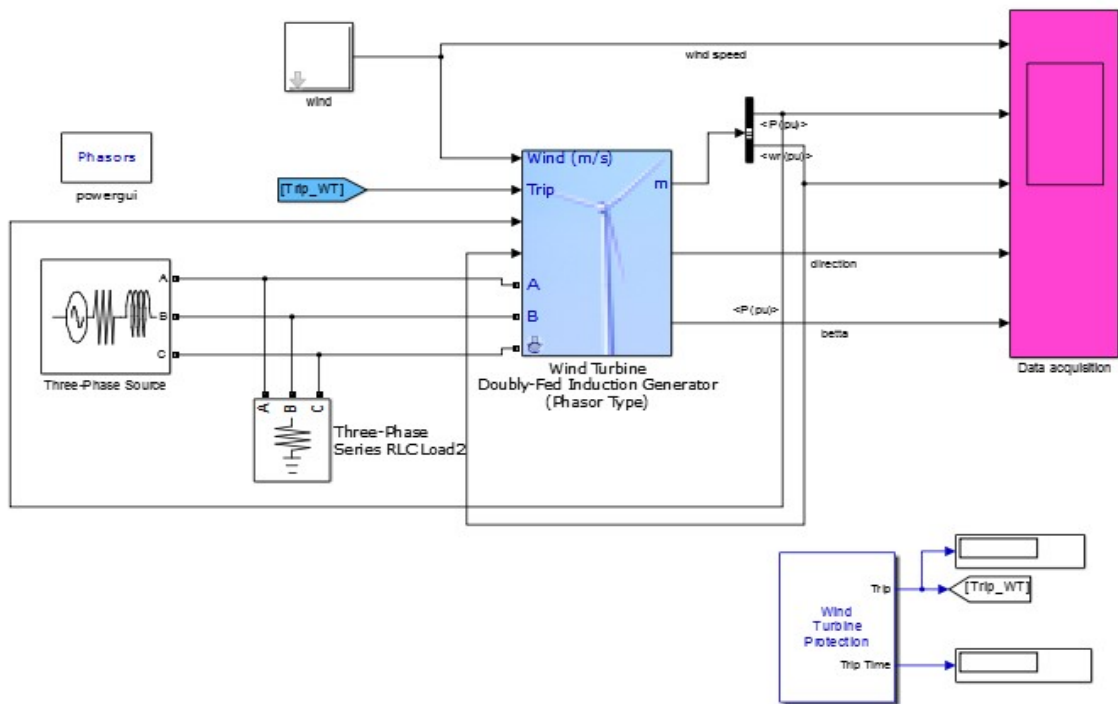 wind speed
wind
<P (pu)>
<wr (pu)>
Phasors
powergui
[Trip_WT]
Wind (m/s)
Trip
m
A
B
direction
<P (pu)>
betta
A
B
C
Three-Phase Source
Wind Turbine
Doubly-Fed Induction Generator
(Phasor Type)
Data acquisition
A
B
C
Three-Phase
Series RLC Load2
Trip
[Trip_WT]
Wind
Turbine
Protection
Trip Time